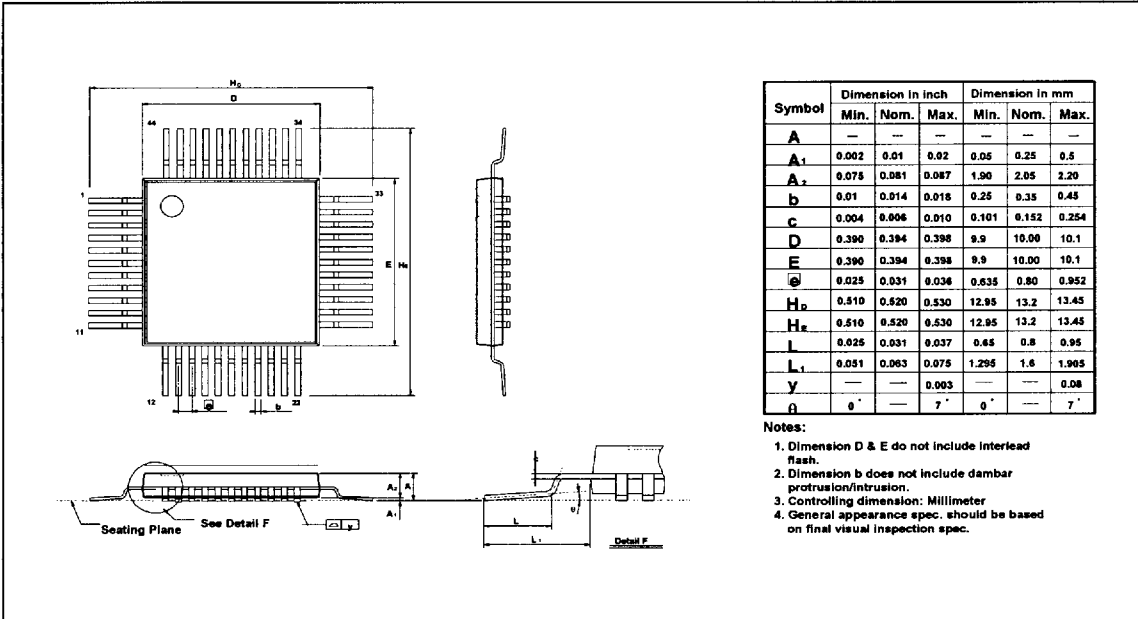 H D
D
44 34
1 33
E H E
11
12 e b 22
A 2 A
A 1
Seating Plane See Detail F
y
c
θ
L
L 1
Detail F
Symbol Dimension in inch Dimension in mm
Min. Nom. Max. Min. Nom. Max.
A — — — — — —
A 1 0.002 0.01 0.02 0.05 0.25 0.5
A 2 0.075 0.081 0.087 1.90 2.05 2.20
b 0.01 0.014 0.018 0.25 0.35 0.45
c 0.004 0.006 0.010 0.101 0.152 0.254
D 0.390 0.394 0.398 9.9 10.00 10.1
E 0.390 0.394 0.398 9.9 10.00 10.1
e 0.025 0.031 0.036 0.635 0.80 0.952
H D 0.510 0.520 0.530 12.95 13.2 13.45
H E 0.510 0.520 0.530 12.95 13.2 13.45
L 0.025 0.031 0.037 0.65 0.8 0.95
L 1 0.051 0.063 0.075 1.295 1.6 1.905
y — — 0.003 — — 0.08
θ 0° — 7° 0° — 7°
Notes:
1. Dimension D & E do not include interlead
flash.
2. Dimension b does not include dambar
protrusion/intrusion.
3. Controlling dimension: Millimeter
4. General appearance spec. should be based
on final visual inspection spec.